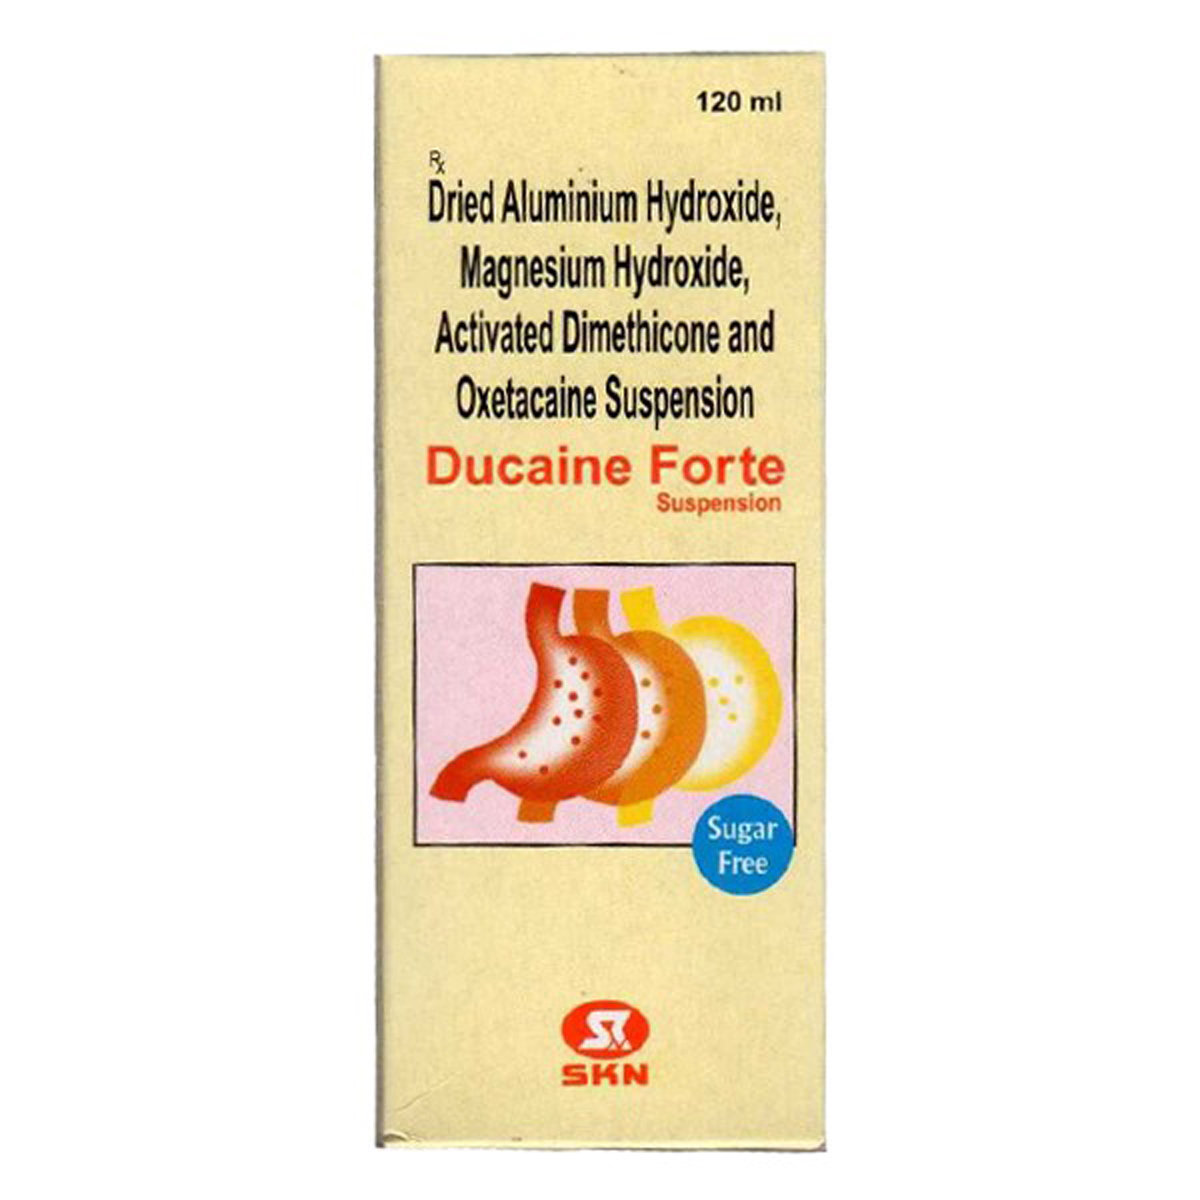 120 ml
Rx
Dried Aluminium Hydroxide,
Magnesium Hydroxide,
Activated Dimethicone and
Oxetacaine Suspension
Ducaine Forte
Suspension
Sugar
Free
SKN